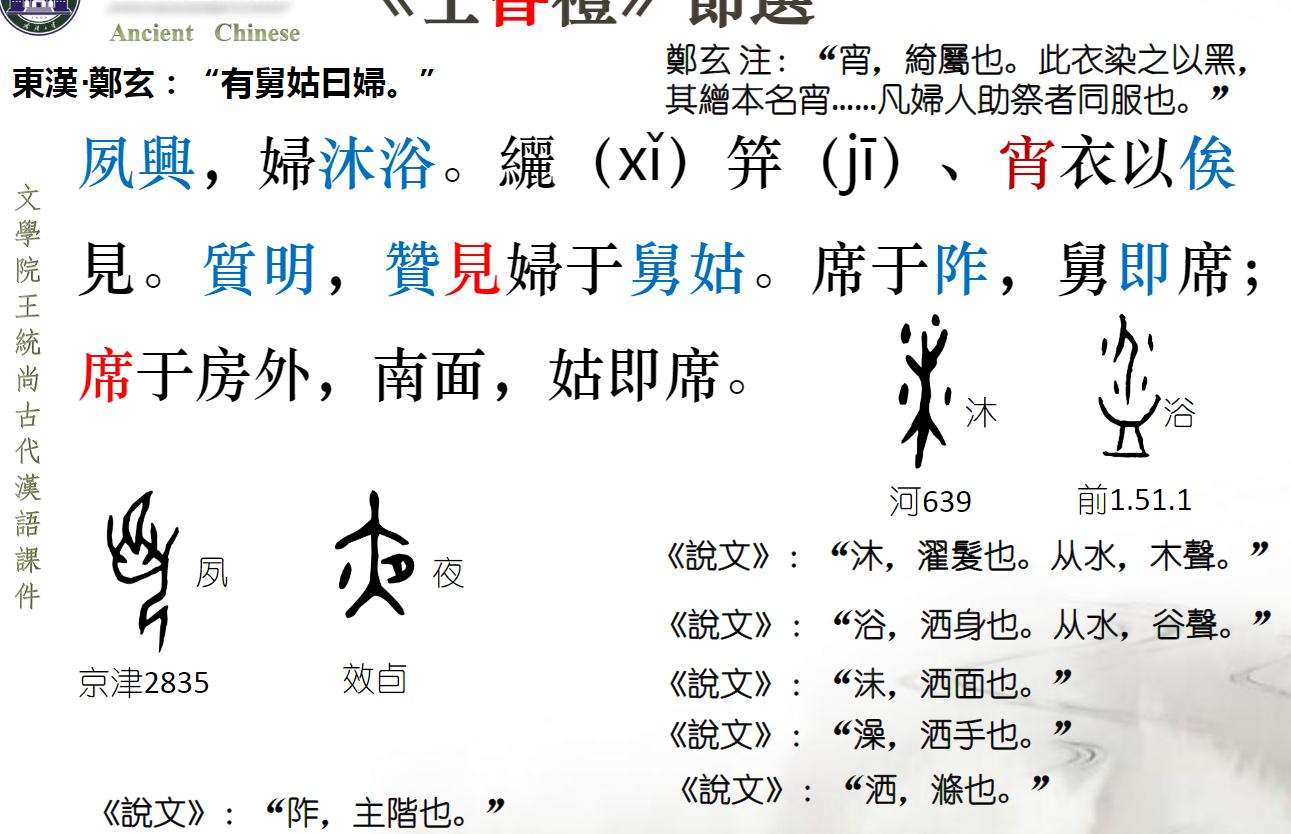 《士昏禮》節選
Ancient Chinese
東漢·鄭玄：“有舅姑曰婦。”
鄭玄 注：“宵，綺屬也。此衣染之以黑，
其繒本名宵……凡婦人助祭者同服也。”
夙興，婦沐浴。纚（xǐ）笄（jī）、宵衣以俟
見。質明，贊見婦于舅姑。席于阼，舅即席；
席于房外，南面，姑即席。
文學院王統尚古代漢語課件
沐
浴
河639
前1.51.1
夙
夜
京津2835
效卣
《說文》：“沐，濯髮也。从水，木聲。”
《說文》：“浴，洒身也。从水，谷聲。”
《說文》：“沬，洒面也。”
《說文》：“澡，洒手也。”
《說文》：“洒，滌也。”
《說文》：“阼，主階也。”